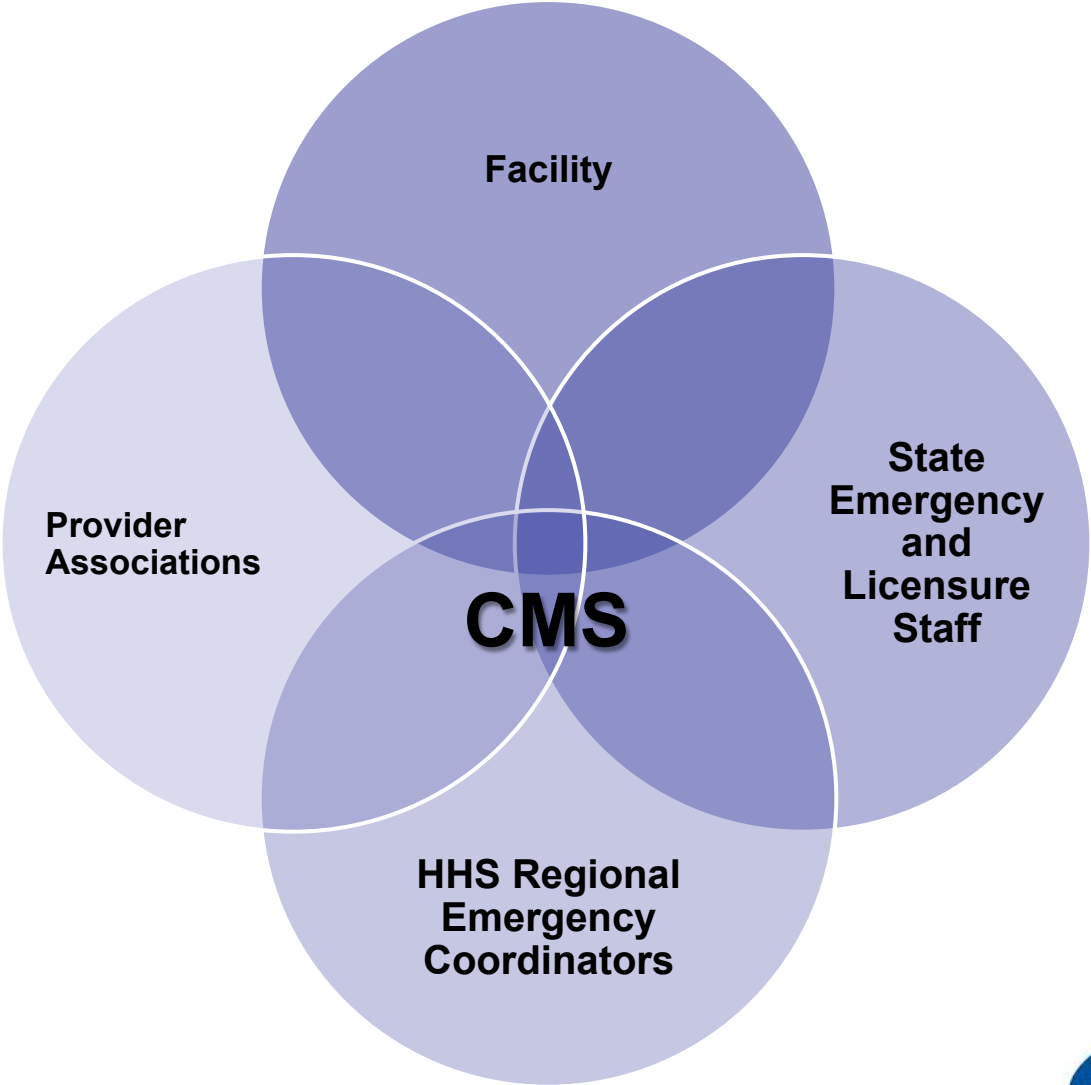 Facility
Provider
Associations
State
Emergency
and
Licensure
Staff
CMS
HHS Regional
Emergency
Coordinators